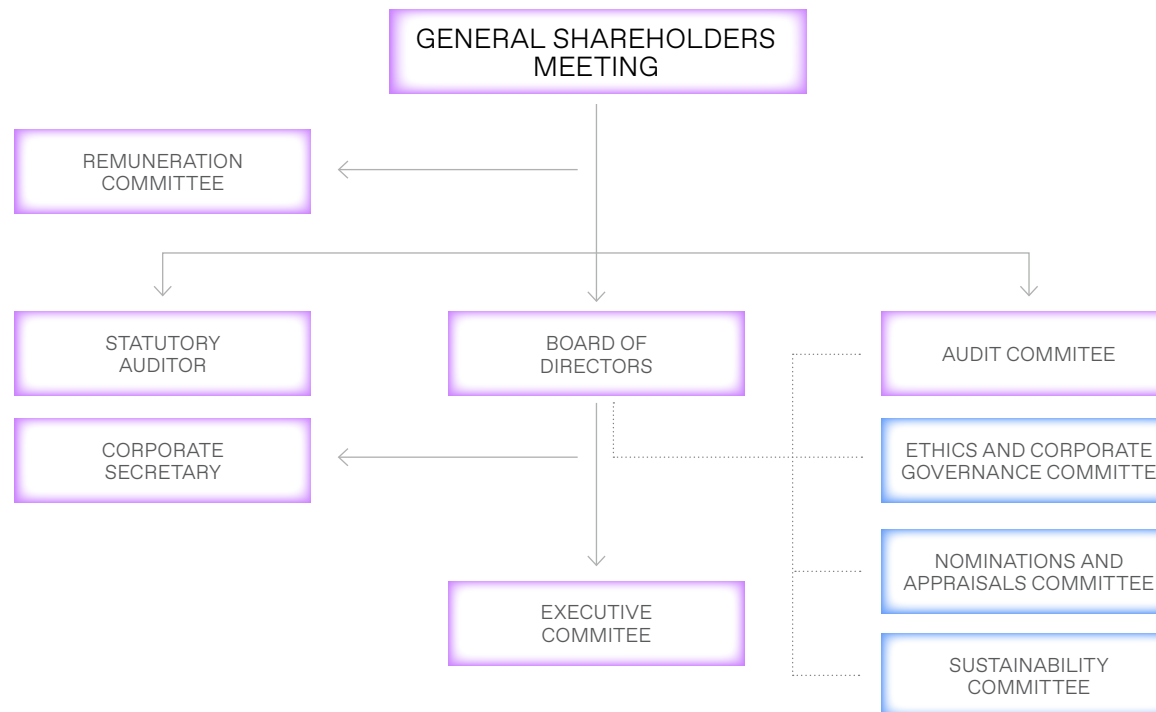 GENERAL SHAREHOLDERS
MEETING
REMUNERATION
COMMITTEE
STATUTORY
AUDITOR
BOARD OF
DIRECTORS
AUDIT COMMITEE
CORPORATE
SECRETARY
ETHICS AND CORPORATE
GOVERNANCE COMMITTE
NOMINATIONS AND
APPRAISALS COMMITTEE
EXECUTIVE
COMMITEE
SUSTAINABILITY
COMMITTEE